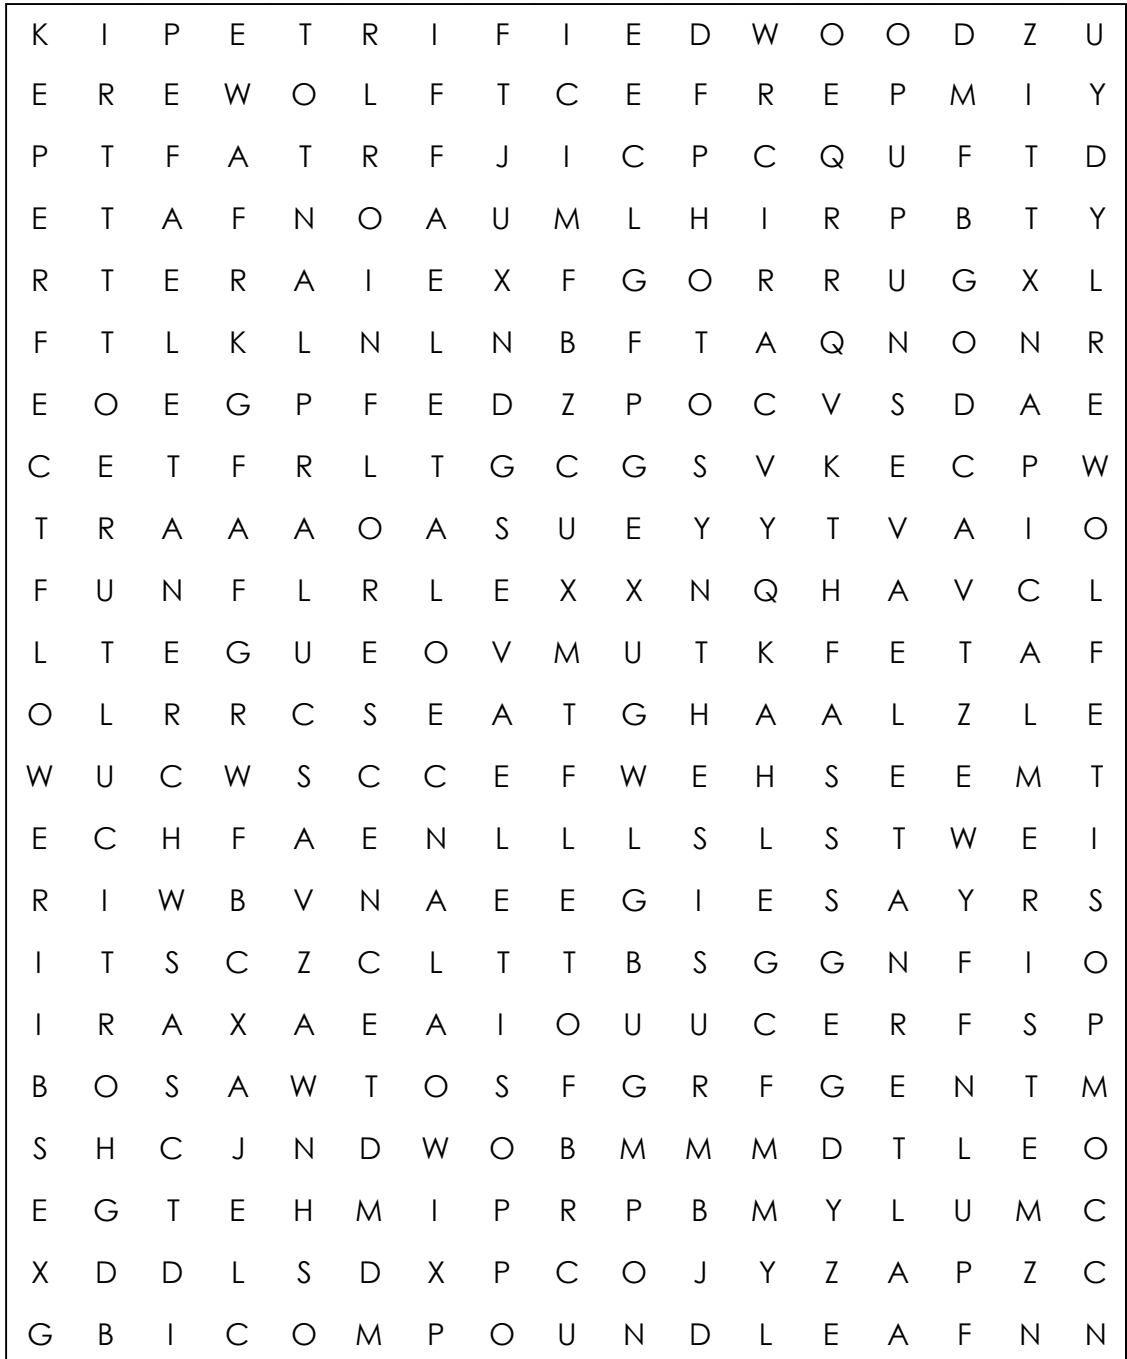 K I P E T R I F I E D W O O D Z U
E R E W O L F T C E F R E P M I Y
P T F A T R F J I C P C Q U F T D
E T A F N O A U M L H I R P B T Y
R T E R A I E X F G O R R U G X L
F T L K L N L N B F T A Q N O N R
E O E G P F E D Z P O C V S D A E
C E T F R L T G C G S V K E C P W
T R A A A O A S U E Y Y T V A I O
F U N F L R L E X X N Q H A V C L
L T E G U E O V M U T K F E T A F
O L R R C S E A T G H A A L Z L E
W U C W S C C E F W E H S E E M T
E C H F A E N L L L S L S T W E I
R I W B V N A E E G I E S A Y R S
I T S C Z C L T T B S G G N F I O
I R A X A E A I O U U C E R F S P
B O S A W T O S F G R F G E N T M
S H C J N D W O B M M M D T L E O
E G T E H M I P R P B M Y L U M C
X D D L S D X P C O J Y Z A P Z C
G B I C O M P O U N D L E A F N N